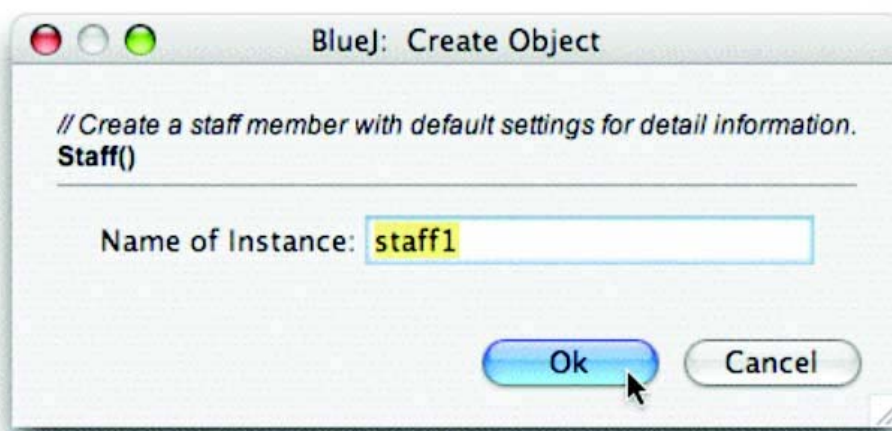 BlueJ: Create Object
// Create a staff member with default settings for detail information.
Staff()
Name of Instance: staff1
Ok Cancel